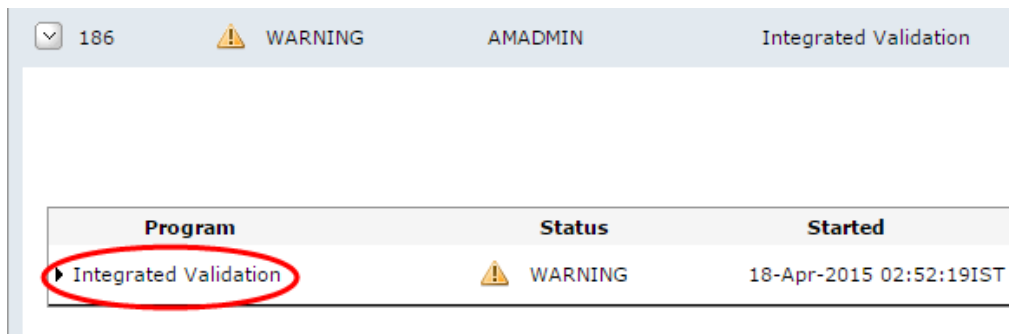 186 WARNING AMADMIN Integrated Validation
Program Status Started
Integrated Validation WARNING 18-Apr-2015 02:52:19IST